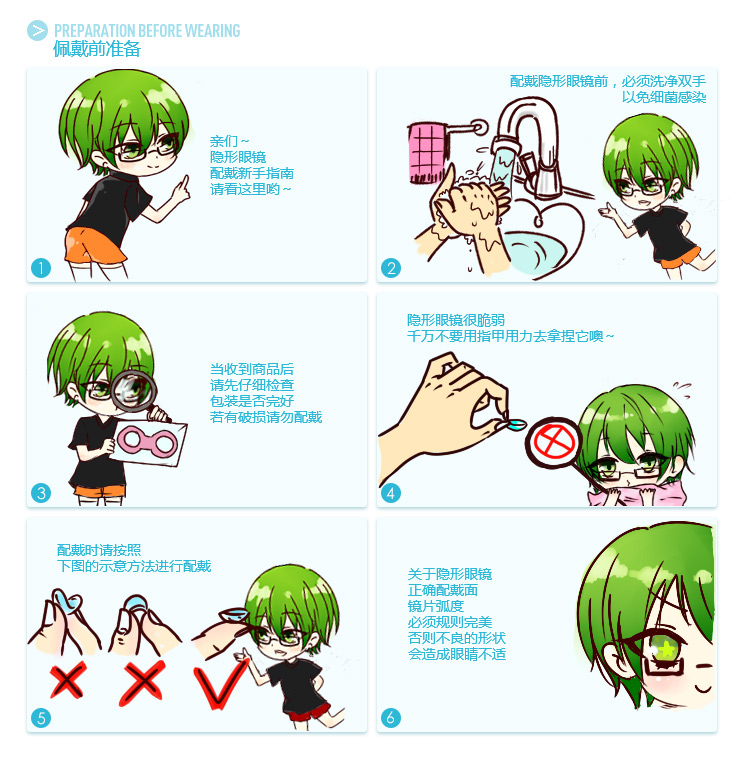 PREPARATION BEFORE WEARING
佩戴前准备
亲们～
隐形眼镜
配戴新手指南
请看这里哟～
1
配戴隐形眼镜前，必须洗净双手
以免细菌感染
2
当收到商品后
请先仔细检查
包装是否完好
若有破损请勿配戴
3
隐形眼镜很脆弱
千万不要用指甲用力去拿捏它噢～
4
配戴时请按照
下图的示意方法进行配戴
5
关于隐形眼镜
正确配戴面
镜片弧度
必须规则完美
否则不良的形状
会造成眼睛不适
6